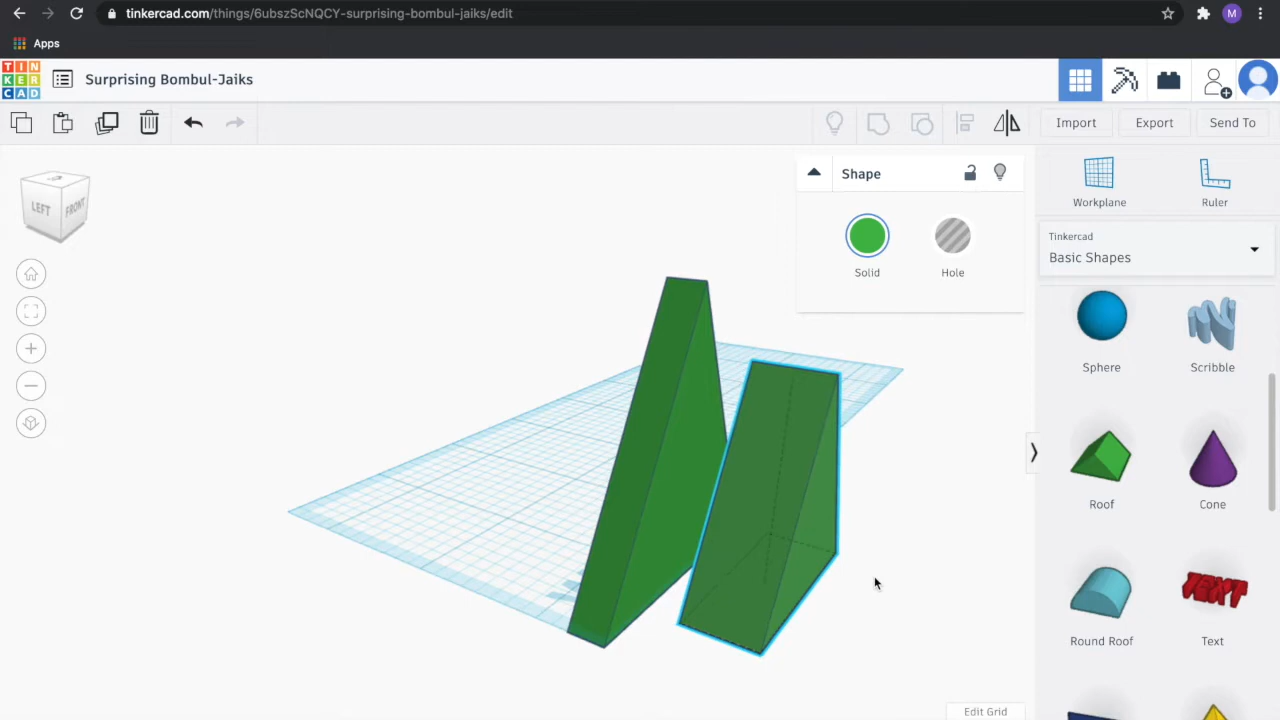 tinkercad.com/things/6ubszScNQCY-surprising-bombul-jaiks/edit
M
Apps
TIN
KER
CAD
Surprising Bombul-Jaiks
Import
Export
Send To
LEFT
FRONT
Shape
Solid
Hole
Workplane
Ruler
Tinkercad
Basic Shapes
Sphere
Scribble
Roof
Cone
TEXT
Round Roof
Text
Edit Grid